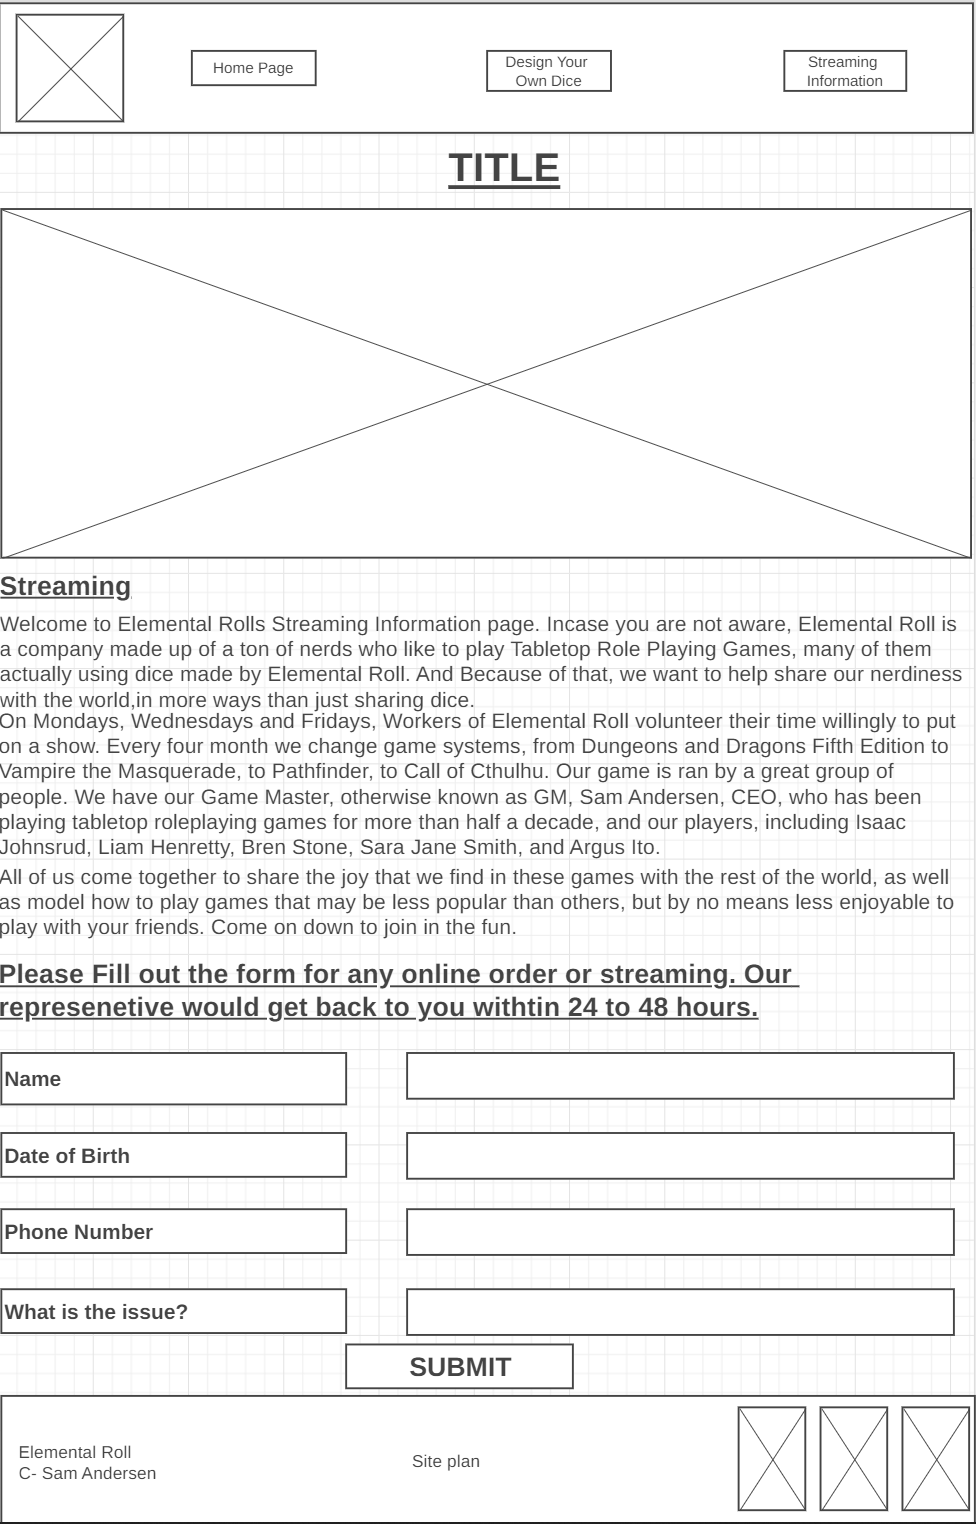 Home Page
Design Your
Own Dice
Streaming
Information
TITLE
Streaming
Welcome to Elemental Rolls Streaming Information page. Incase you are not aware, Elemental Roll is
a company made up of a ton of nerds who like to play Tabletop Role Playing Games, many of them
actually using dice made by Elemental Roll. And Because of that, we want to help share our nerdiness
with the world,in more ways than just sharing dice.
On Mondays, Wednesdays and Fridays, Workers of Elemental Roll volunteer their time willingly to put
on a show. Every four month we change game systems, from Dungeons and Dragons Fifth Edition to
Vampire the Masquerade, to Pathfinder, to Call of Cthulhu. Our game is ran by a great group of
people. We have our Game Master, otherwise known as GM, Sam Andersen, CEO, who has been
playing tabletop roleplaying games for more than half a decade, and our players, including Isaac
Johnsrud, Liam Henretty, Bren Stone, Sara Jane Smith, and Argus Ito.
All of us come together to share the joy that we find in these games with the rest of the world, as well
as model how to play games that may be less popular than others, but by no means less enjoyable to
play with your friends. Come on down to join in the fun.
Please Fill out the form for any online order or streaming. Our
represenetive would get back to you withtin 24 to 48 hours.
Name
Date of Birth
Phone Number
What is the issue?
SUBMIT
Elemental Roll
C- Sam Andersen
Site plan